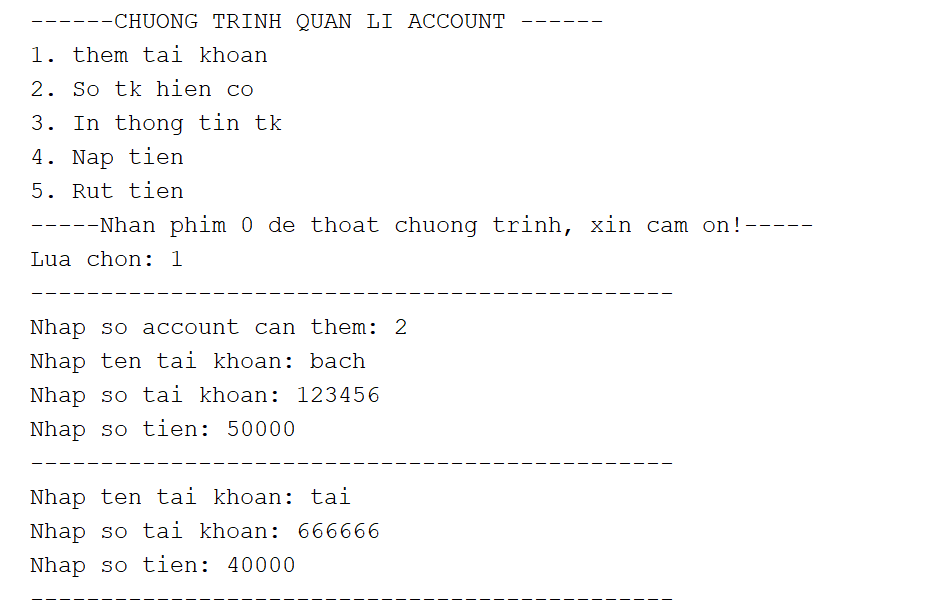 ------CHUONG TRINH QUAN LI ACCOUNT ------
1. them tai khoan
2. So tk hien co
3. In thong tin tk
4. Nap tien
5. Rut tien
-----Nhan phim 0 de thoat chuong trinh, xin cam on!-----
Lua chon: 1
----------------------------------------------
Nhap so account can them: 2
Nhap ten tai khoan: bach
Nhap so tai khoan: 123456
Nhap so tien: 50000
----------------------------------------------
Nhap ten tai khoan: tai
Nhap so tai khoan: 666666
Nhap so tien: 40000
----------------------------------------------